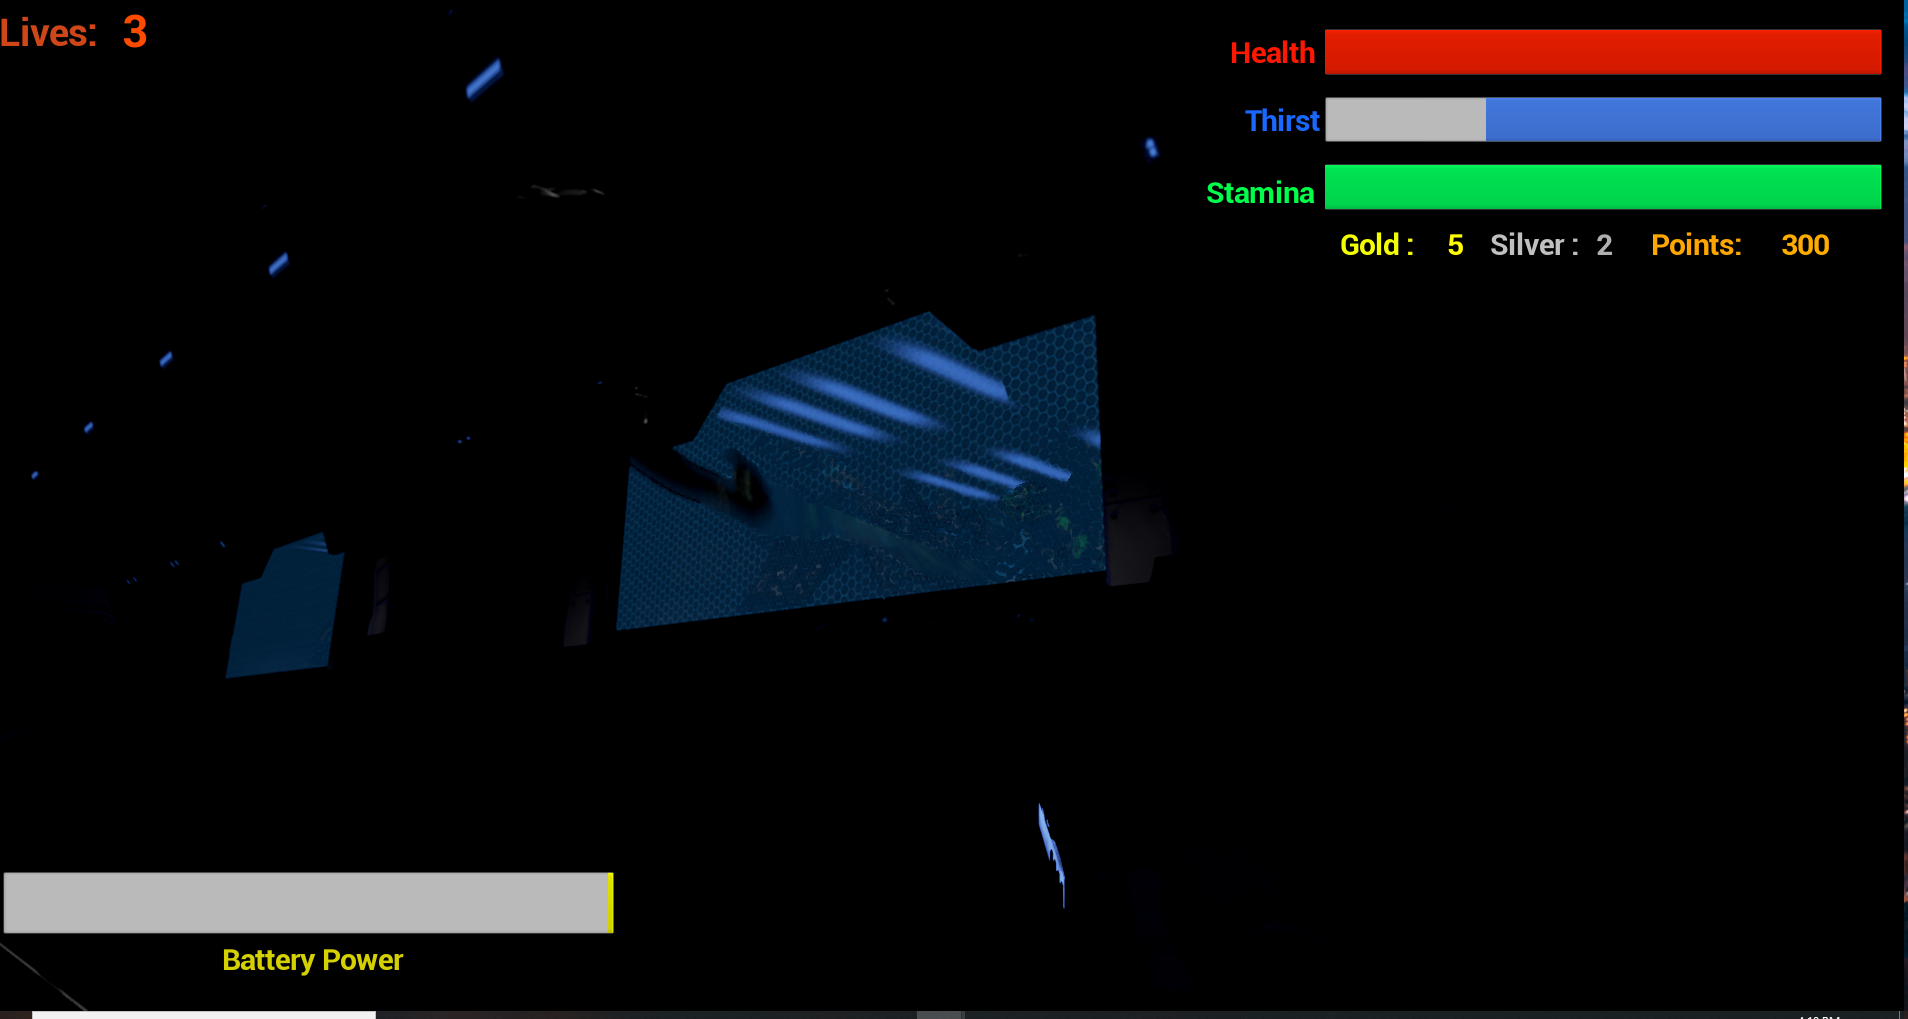 Lives: 3
Health
Thirst
Stamina
Gold : 5 Silver : 2 Points: 300
Battery Power